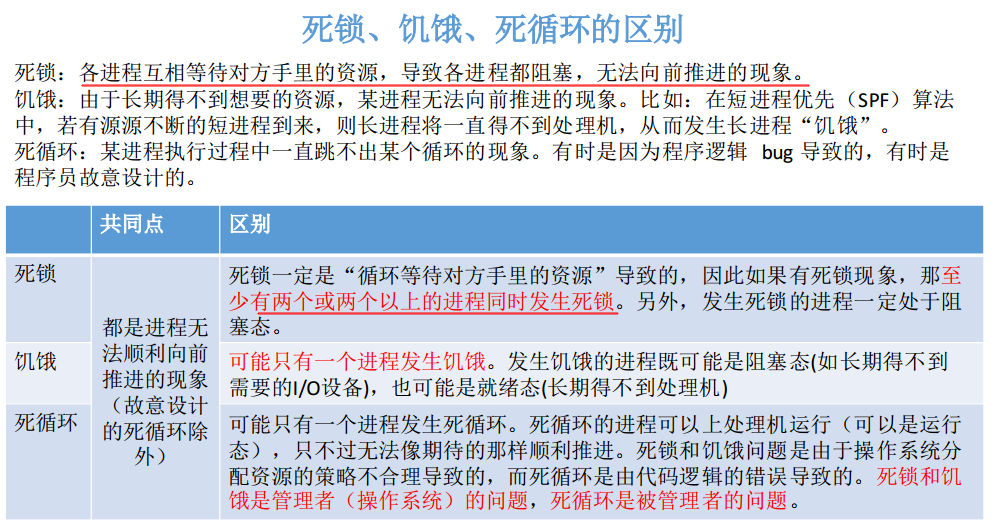 死锁、饥饿、死循环的区别
死锁：各进程互相等待对方手里的资源，导致各进程都阻塞，无法向前推进的现象。
饥饿：由于长期得不到想要的资源，某进程无法向前推进的现象。比如：在短进程优先（SPF）算法
中，若有源源不断的短进程到来，则长进程将一直得不到处理机，从而发生长进程“饥饿”。
死循环：某进程执行过程中一直跳不出某个循环的现象。有时是因为程序逻辑 bug 导致的，有时是
程序员故意设计的。
共同点
区别
死锁
都是进程无
法顺利向前
推进的现象
（故意设计
的死循环除
外）
死锁一定是“循环等待对方手里的资源”导致的，因此如果有死锁现象，那至
少有两个或两个以上的进程同时发生死锁。另外，发生死锁的进程一定处于阻
塞态。
饥饿
可能只有一个进程发生饥饿。发生饥饿的进程既可能是阻塞态(如长期得不到
需要的I/O设备)，也可能是就绪态(长期得不到处理机)
死循环
可能只有一个进程发生死循环。死循环的进程可以上处理机运行（可以是运行
态），只不过无法像期待的那样顺利推进。死锁和饥饿问题是由于操作系统分
配资源的策略不合理导致的，而死循环是由代码逻辑的错误导致的。死锁和饥
饿是管理者（操作系统）的问题，死循环是被管理者的问题。